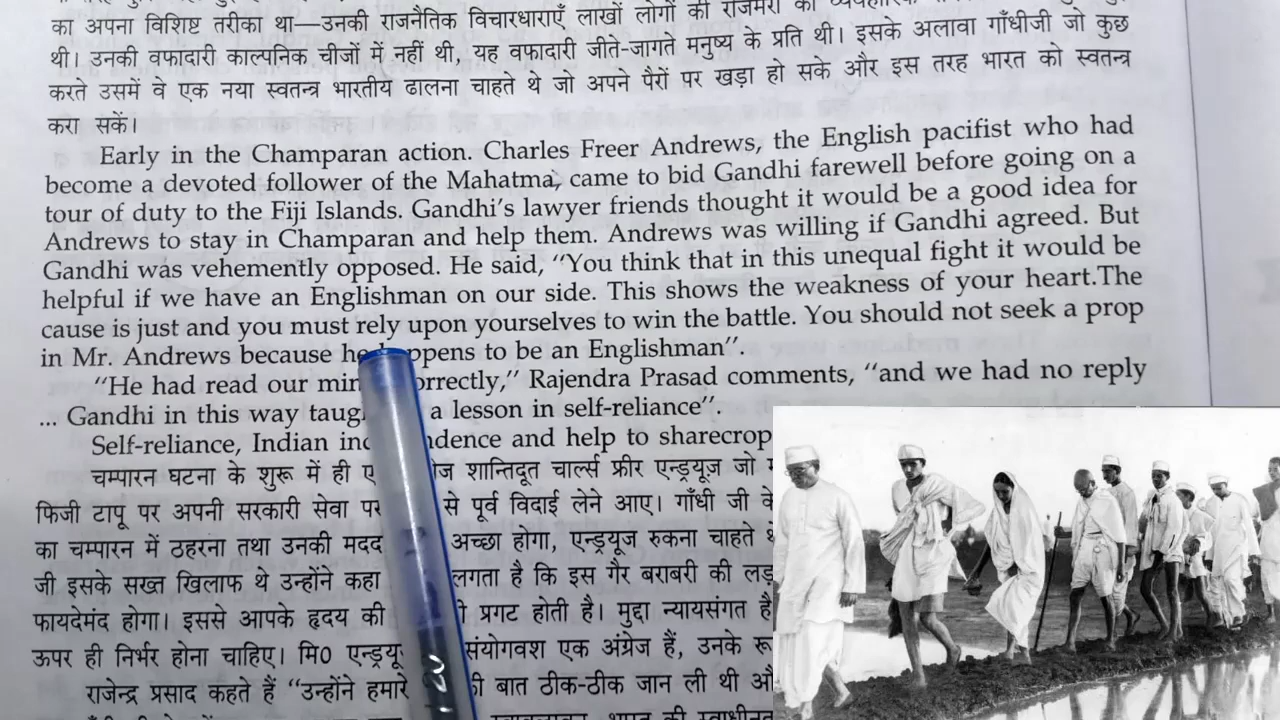 का अपना विशिष्ट तरीका था—उनकी राजनैतिक विचारधाराएँ लाखों लोगों की रोजमर्रा की
थी। उनकी वफादारी काल्पनिक चीजों में नहीं थी, यह वफादारी जीते-जागते मनुष्य के प्रति थी। इसके अलावा गाँधीजी जो कुछ
करते उसमें वे एक नया स्वतन्त्र भारतीय ढालना चाहते थे जो अपने पैरों पर खड़ा हो सके और इस तरह भारत को स्वतन्त्र
करा सकें।
Early in the Champaran action. Charles Freer Andrews, the English pacifist who had
become a devoted follower of the Mahatma, came to bid Gandhi farewell before going on a
tour of duty to the Fiji Islands. Gandhi's lawyer friends thought it would be a good idea for
Andrews to stay in Champaran and help them. Andrews was willing if Gandhi agreed. But
Gandhi was vehemently opposed. He said, “You think that in this unequal fight it would be
helpful if we have an Englishman on our side. This shows the weakness of your heart.The
cause is just and you must rely upon yourselves to win the battle. You should not seek a prop
in Mr. Andrews because he ppens to be an Englishman”.
“He had read our min orrectly,” Rajendra Prasad comments, “and we had no reply
... Gandhi in this way taug a lesson in self-reliance”.
Self-reliance, Indian ind ndence and help to sharecrop
चम्पारन घटना के शुरू में ही ए ज शान्तिदूत चार्ल्स फ्रीर एन्ड्रयूज़ जो
फिजी टापू पर अपनी सरकारी सेवा पर से पूर्व विदाई लेने आए। गाँधी जी के
का चम्पारन में ठहरना तथा उनकी मदद अच्छा होगा, एन्ड्रयूज रुकना चाहते थे
जी इसके सख्त खिलाफ थे उन्होंने कहा लगता है कि इस गैर बराबरी की लड़
फायदेमंद होगा। इससे आपके हृदय की प्रगट होती है। मुद्दा न्यायसंगत है
ऊपर ही निर्भर होना चाहिए। मि० एन्ड्रयू संयोगवश एक अंग्रेज हैं, उनके रू
राजेन्द्र प्रसाद कहते हैं “उन्होंने हमारे की बात ठीक-ठीक जान ली थी औ